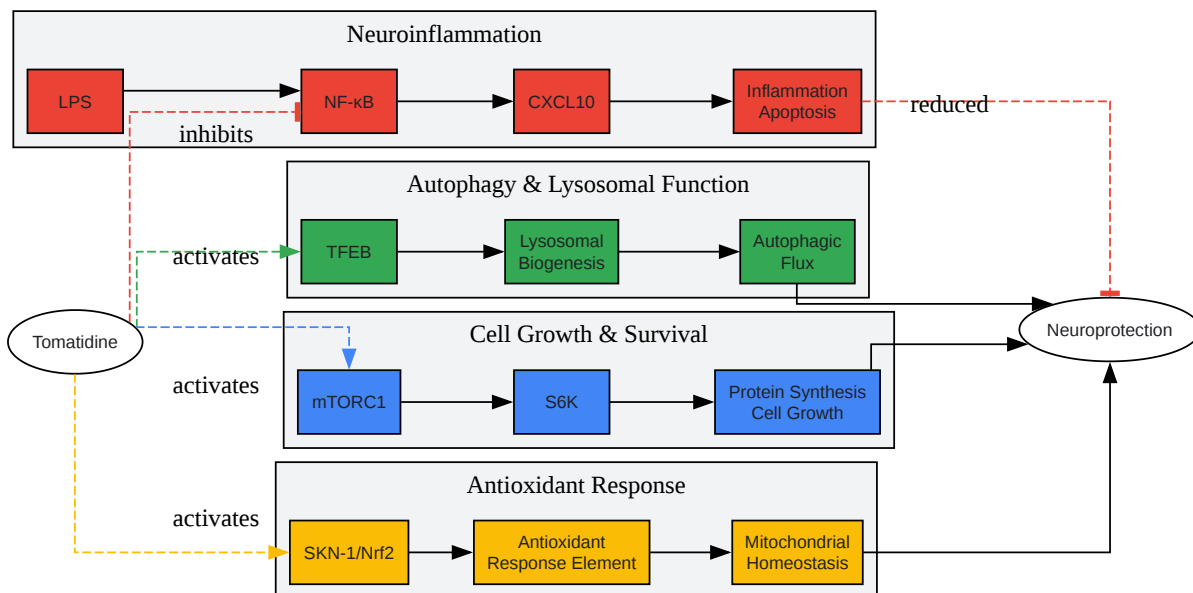 Neuroinflammation
LPS
NF-κB
CXCL10
Inflammation
Apoptosis
reduced
inhibits
Autophagy & Lysosomal Function
activates
TFEB
Lysosomal
Biogenesis
Autophagic
Flux
Tomatidine
Cell Growth & Survival
Neuroprotection
activates
mTORC1
S6K
Protein Synthesis
Cell Growth
Antioxidant Response
activates
SKN-1/Nrf2
Antioxidant
Response Element
Mitochondrial
Homeostasis